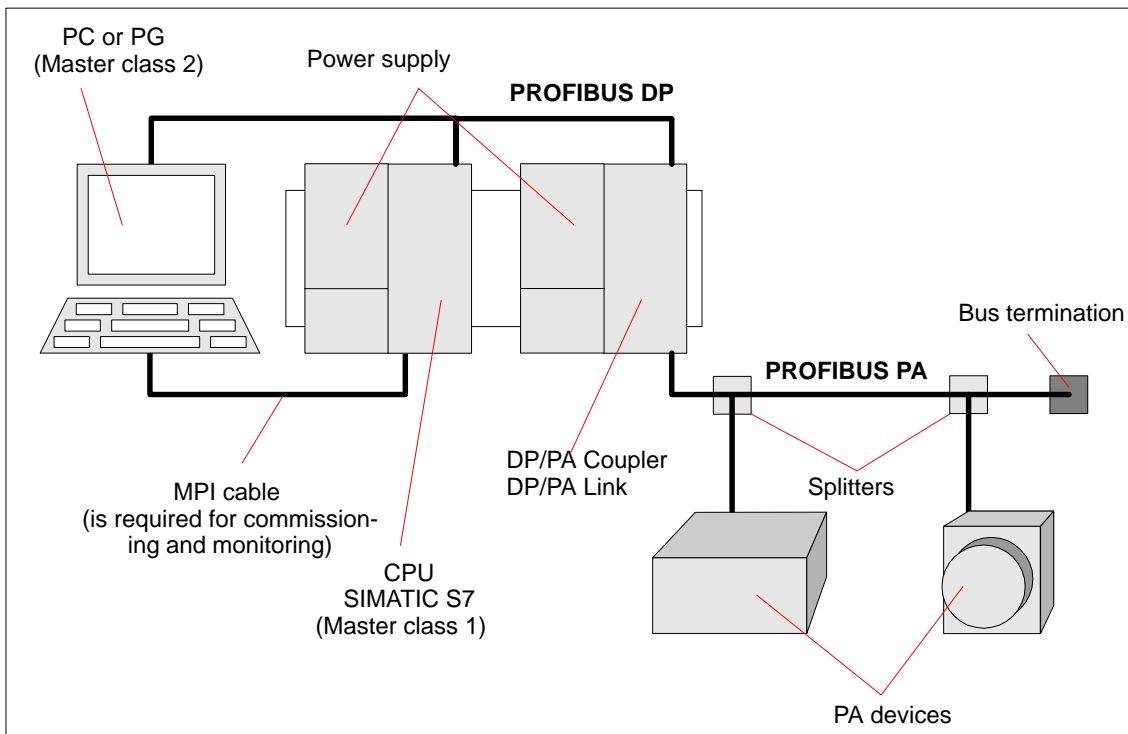 PC or PG
(Master class 2)
Power supply
PROFIBUS DP
Bus termination
PROFIBUS PA
DP/PA Coupler
DP/PA Link
Splitters
MPI cable
(is required for commission-
ing and monitoring)
CPU
SIMATIC S7
(Master class 1)
PA devices